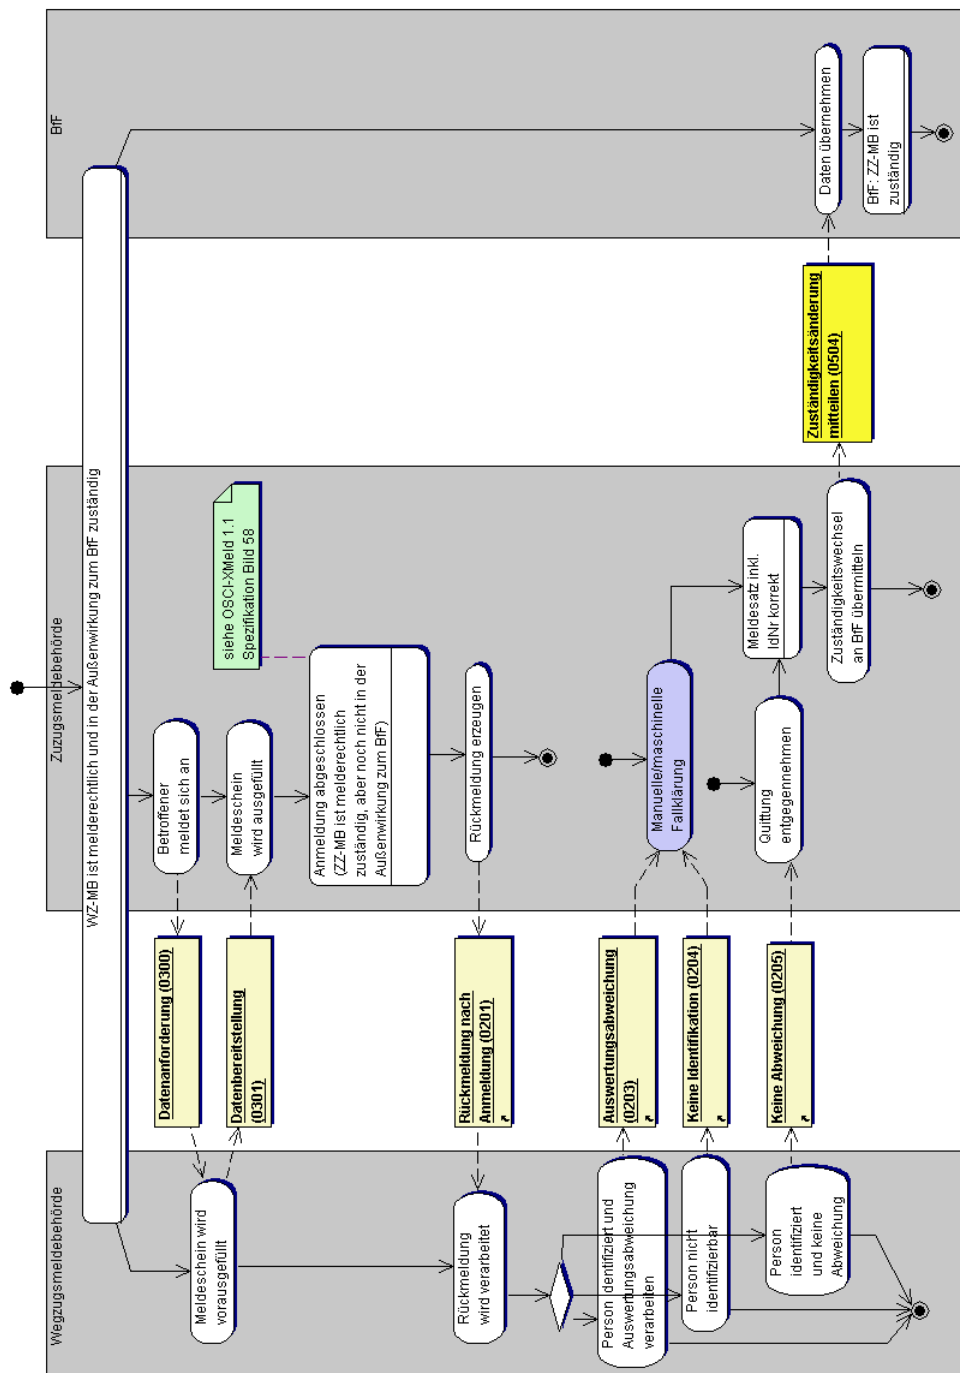 Wegzugsmeldebehörde
Zuzugsmeldebehörde
BfF
WZ-MB ist melderechtlich und in der Außenwirkung zum BfF zuständig
Betroffener
meldet sich an
Datenanforderung (0300)
Meldeschein wird
vorausgefüllt
Datenbereitstellung
(0301)
Meldeschein
wird ausgefüllt
siehe OSCI-XMeld 1.1
Spezifikation Bild 58
Anmeldung abgeschlossen
(ZZ-MB ist melderechtlich
zuständig, aber noch nicht in der
Außenwirkung zum BfF)
Rückmeldung erzeugen
Rückmeldung nach
Anmeldung (0201)
Rückmeldung
wird verarbeitet
Person identifiziert und
Auswertungsabweichung
verarbeiten
Auswertungsabweichung
(0203)
Person nicht
identifizierbar
Keine Identifikation (0204)
Manuelle/maschinelle
Fallklärung
Person
identifiziert
und keine
Abweichung
Keine Abweichung (0205)
Quittung
entgegennehmen
Meldesatz inkl.
IdNr korrekt
Zuständigkeitswechsel
an BfF übermitteln
Zuständigkeitsänderung
mitteilen (0504)
Daten übernehmen
BfF: ZZ-MB ist
zuständig